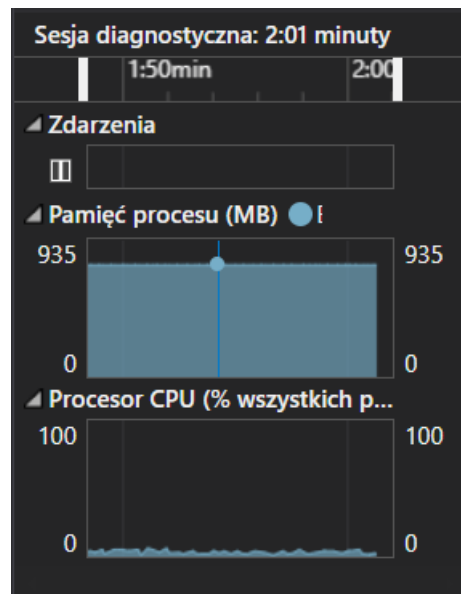 Sesja diagnostyczna: 2:01 minuty
1:50min 2:00
Zdarzenia
Pamięć procesu (MB)
935 935
0 0
Procesor CPU (% wszystkich p...
100 100
0 0